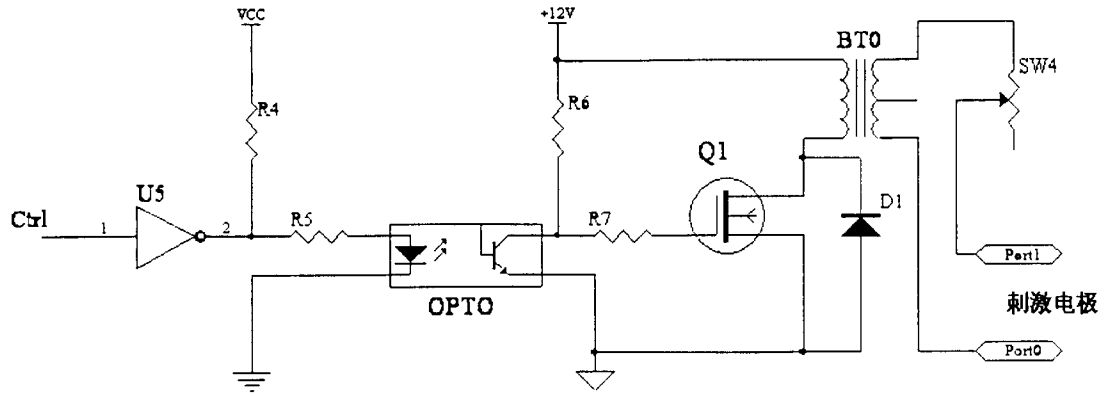 VCC
+12V
BT0
SW4
R4
R6
Q1
U5
Ctrl
1
2
R5
R7
D1
OPTO
Port1
刺激电极
Port0